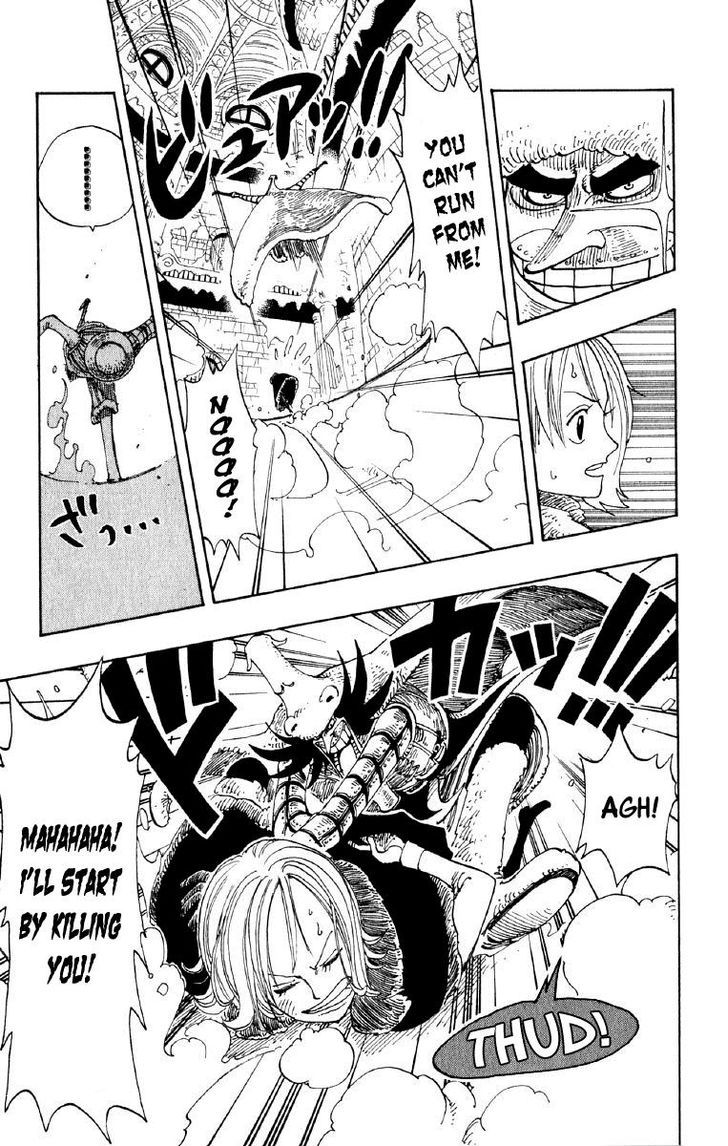 YOU
CAN'T
RUN
FROM
ME!
ビュアッ!!
NOOOO!
.........
ざっ...
ドカッ!!!
AGH!
MAHAHAHA!
I'LL START
BY KILLING
YOU!
THUD!